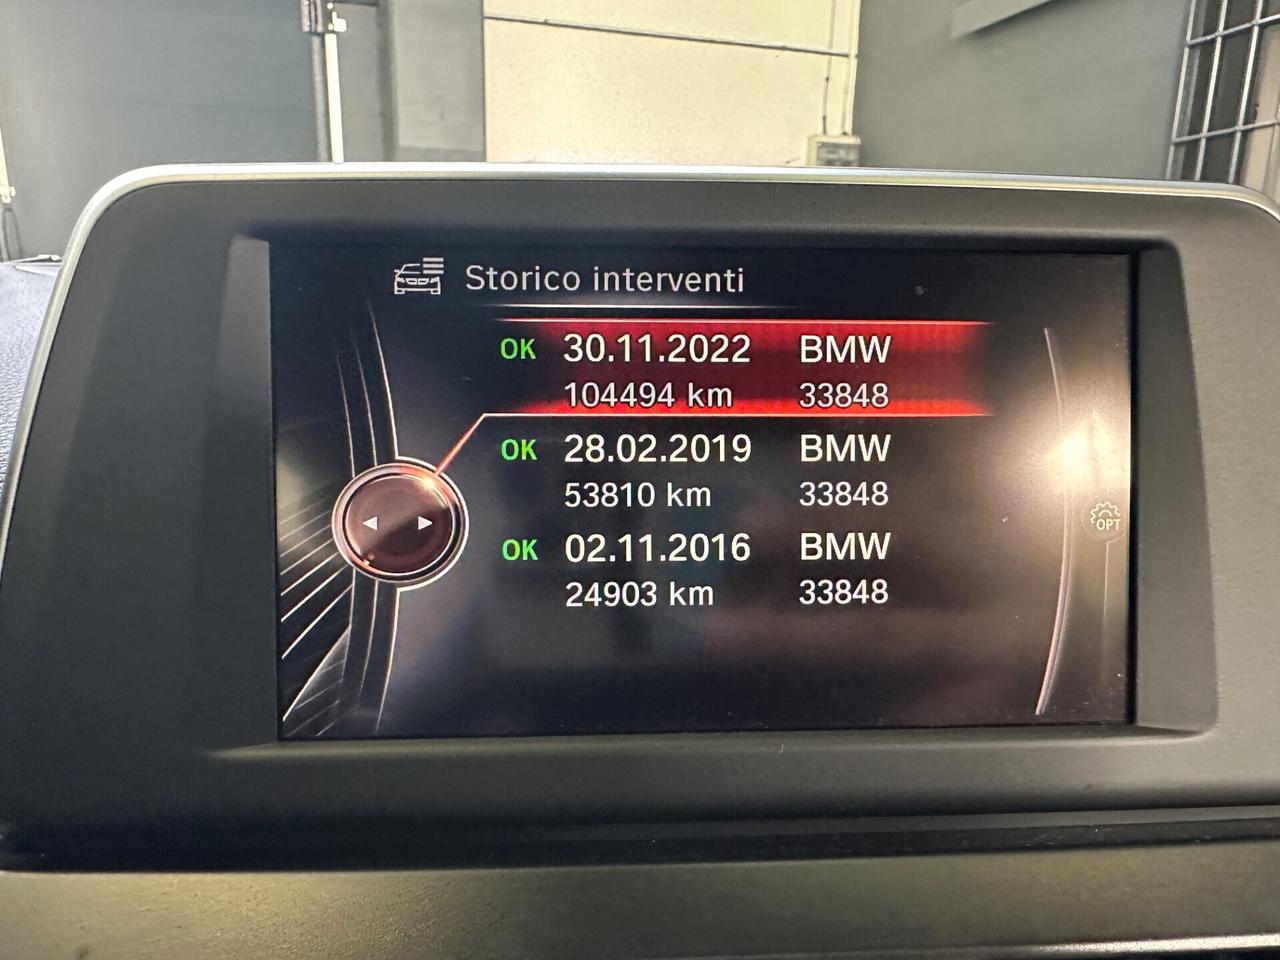 Storico interventi
OK 30.11.2022 BMW
104494 km 33848
OK 28.02.2019 BMW
53810 km 33848
OPT
OK 02.11.2016 BMW
24903 km 33848